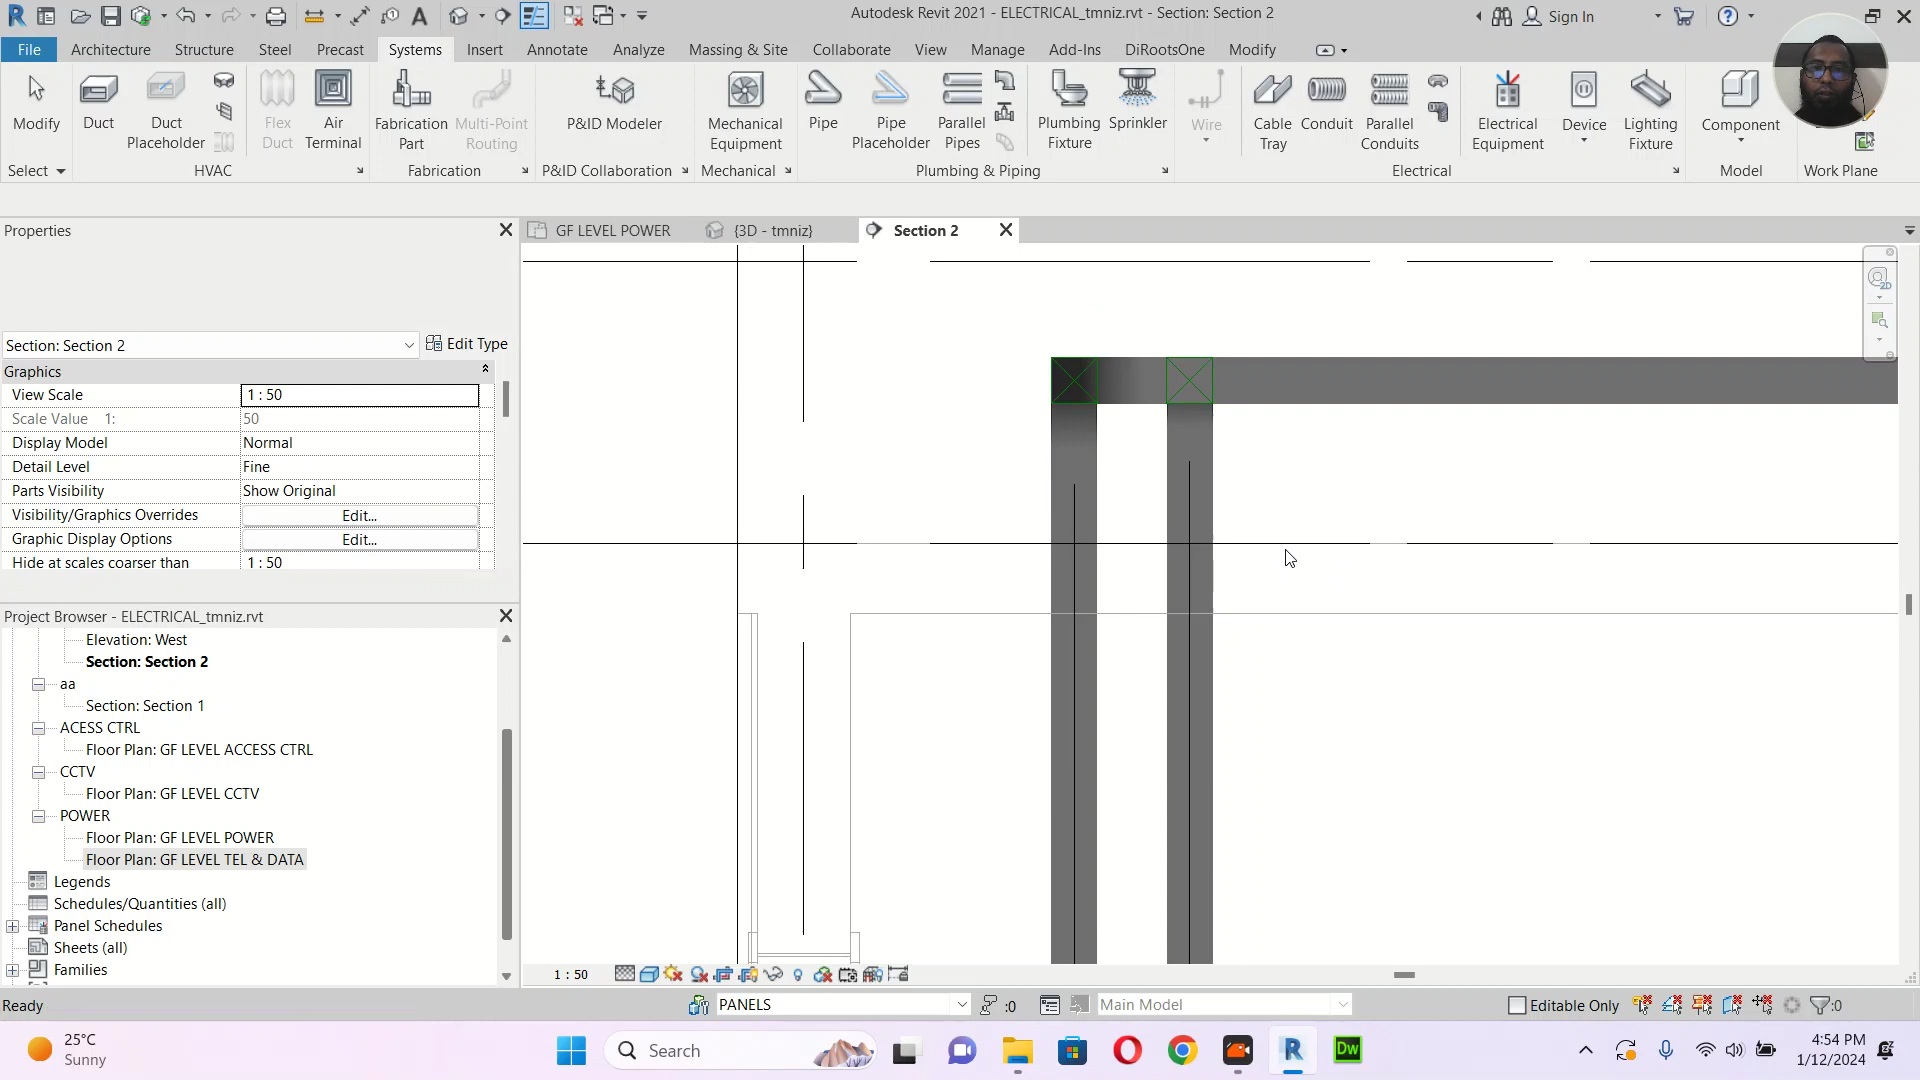 Autodesk Revit 2021 - ELECTRICAL_tmniz.rvt - Section: Section 2
Sign In
File Architecture Structure Steel Precast Systems Insert Annotate Analyze Massing & Site Collaborate View Manage Add-Ins DiRootsOne Modify
Modify
Duct
Duct Placeholder
Flex Duct
Air Terminal
Fabrication Part
Multi-Point Routing
P&ID Modeler
Mechanical Equipment
Pipe
Pipe Placeholder
Parallel Pipes
Plumbing Fixture
Sprinkler
Wire
Cable Tray
Conduit
Parallel Conduits
Electrical Equipment
Device
Lighting Fixture
Component
Select HVAC Fabrication P&ID Collaboration Mechanical Plumbing & Piping Electrical Model Work Plane
Properties
GF LEVEL POWER {3D - tmniz} Section 2
2D
Section: Section 2 Edit Type
Graphics
View Scale 1 : 50
Scale Value 1: 50
Display Model Normal
Detail Level Fine
Parts Visibility Show Original
Visibility/Graphics Overrides Edit...
Graphic Display Options Edit...
Hide at scales coarser than 1 : 50
Project Browser - ELECTRICAL_tmniz.rvt
Elevation: West
Section: Section 2
aa
Section: Section 1
ACESS CTRL
Floor Plan: GF LEVEL ACCESS CTRL
CCTV
Floor Plan: GF LEVEL CCTV
POWER
Floor Plan: GF LEVEL POWER
Floor Plan: GF LEVEL TEL & DATA
Legends
Schedules/Quantities (all)
Panel Schedules
Sheets (all)
Families
1 : 50
Ready PANELS :0 Main Model Editable Only :0
25°C
Sunny
Search
Dw
4:54 PM
1/12/2024